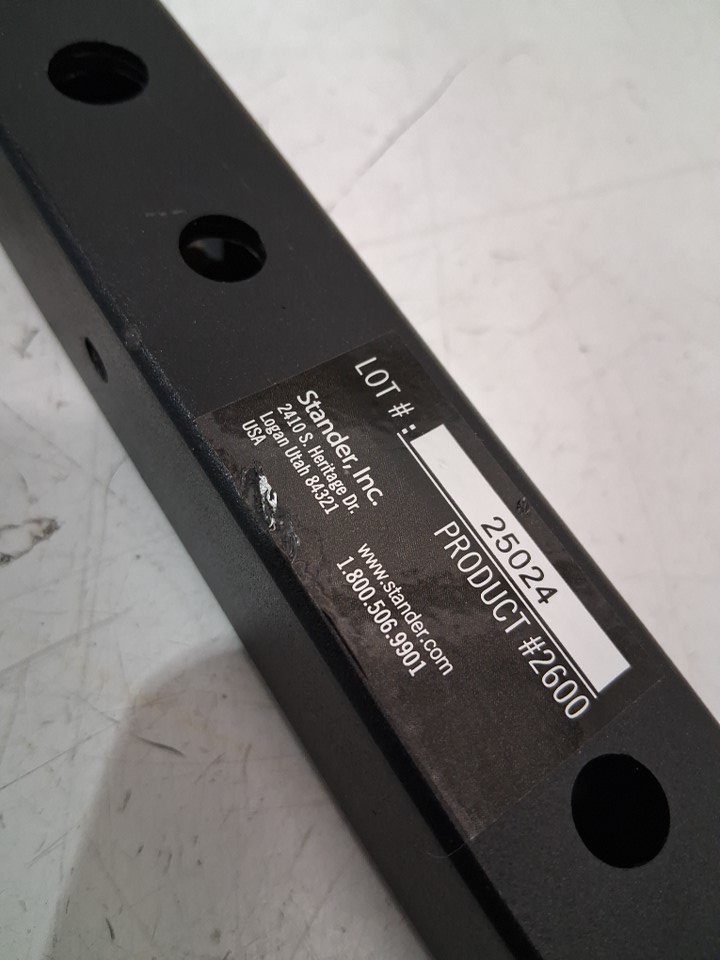 LOT #:
25024
PRODUCT #2600
Stander, Inc.
2410 S. Heritage Dr.
Logan Utah 84321
USA
www.stander.com
1.800.506.9901